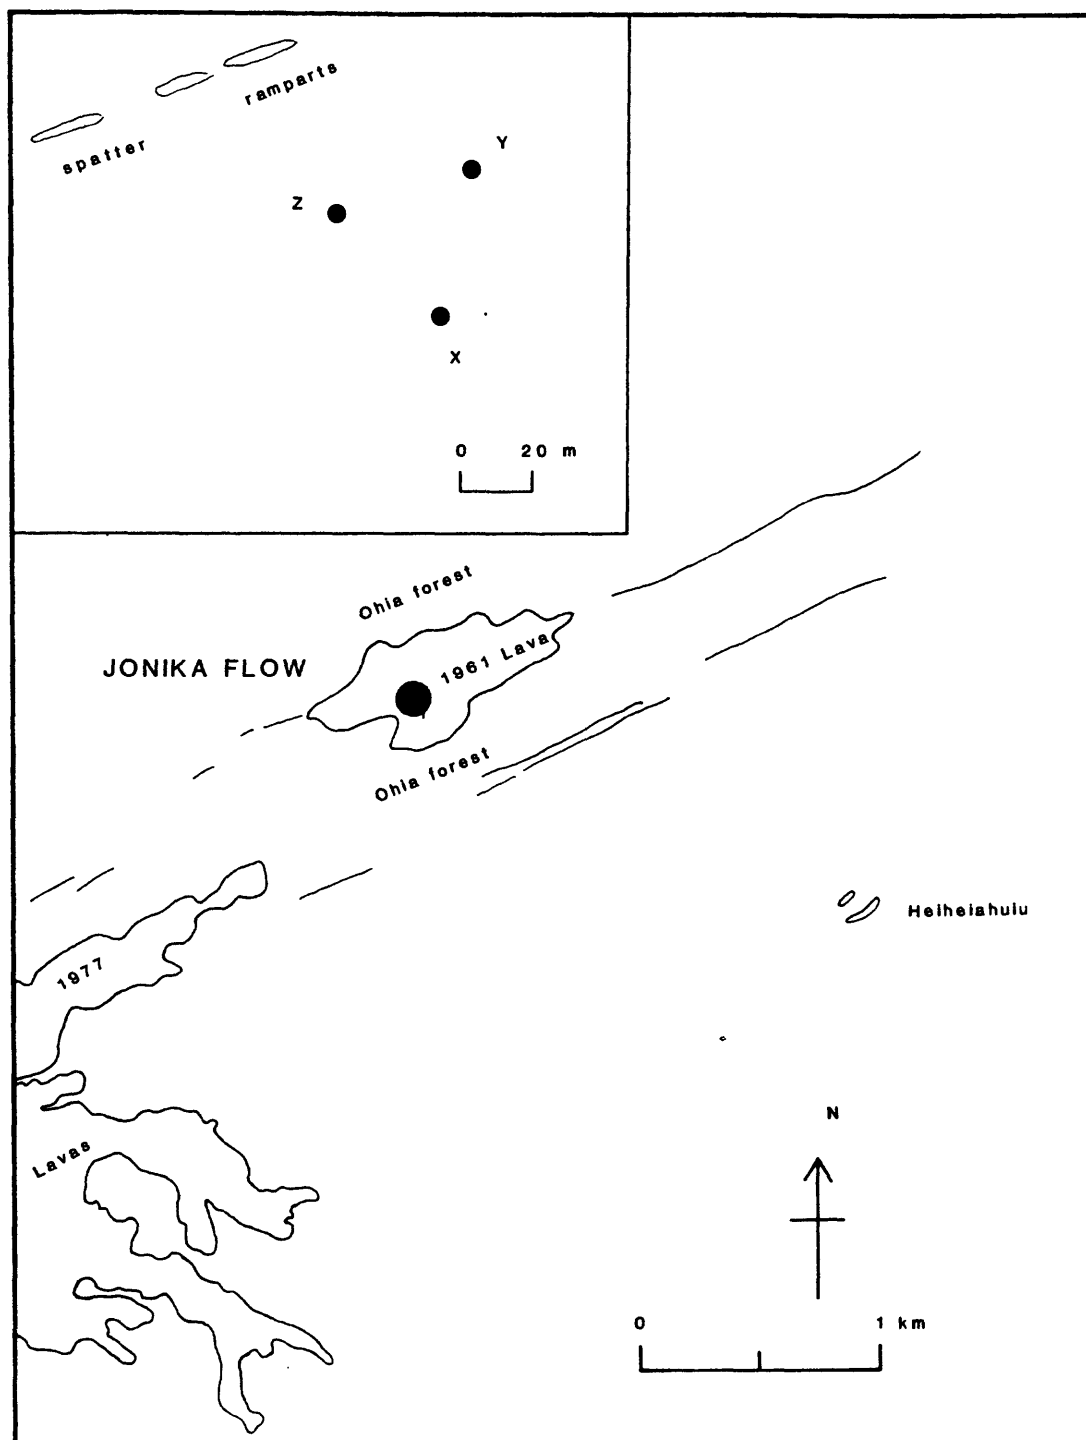 ramparts
spatter
Y
Z
X
0 20 m
Ohia forest
JONIKA FLOW
1961 Lava
Ohia forest
Heiheiahulu
1977
Lavas
N
0 1 km